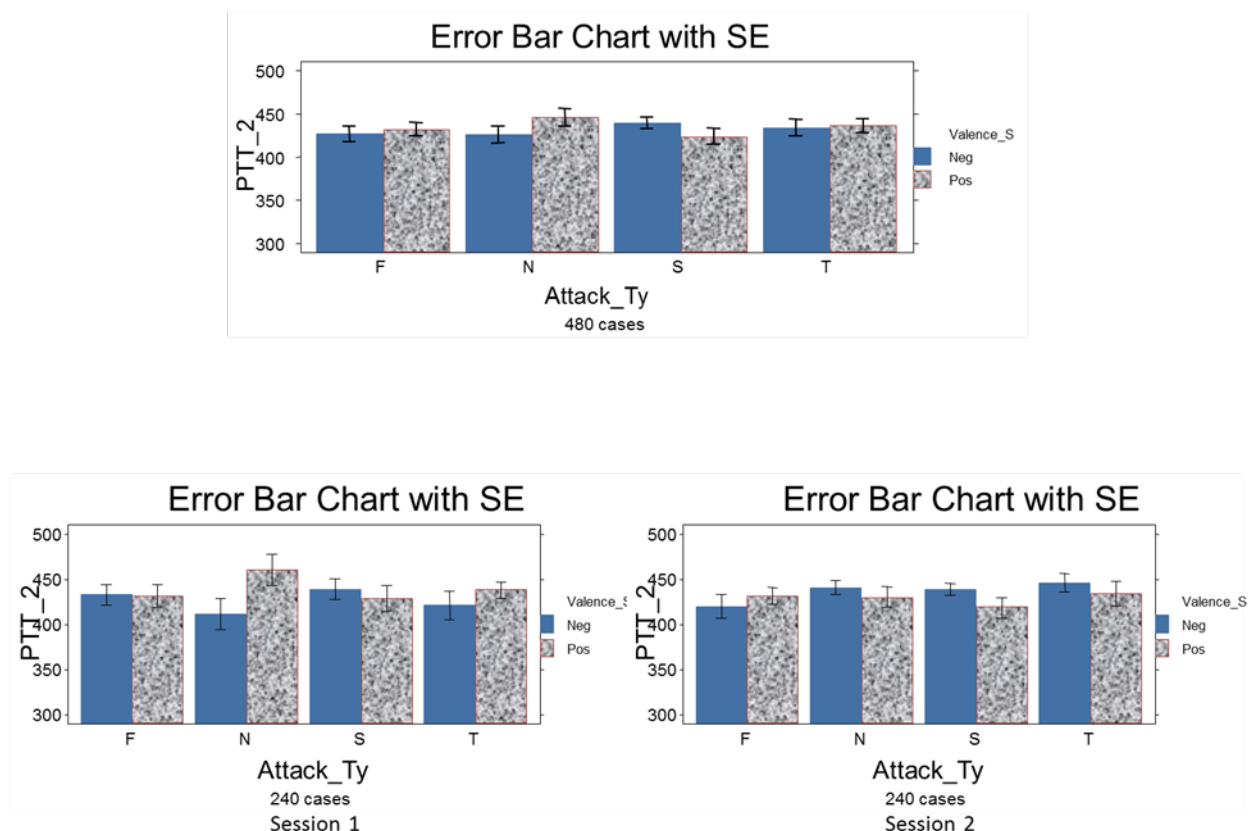 Error Bar Chart with SE
500
450
400
350
300
PTT_2
F N S T
Attack_Ty
480 cases
Valence_S
Neg
Pos
Error Bar Chart with SE
500
450
400
350
300
PTT_2
F N S T
Attack_Ty
240 cases
Session 1
Valence_S
Neg
Pos
Error Bar Chart with SE
500
450
400
350
300
PTT_2
F N S T
Attack_Ty
240 cases
Session 2
Valence_S
Neg
Pos